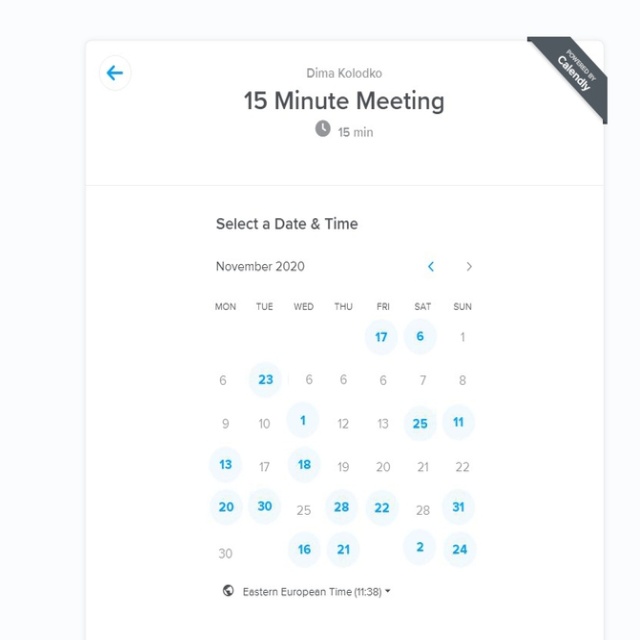 POWERED BY
Calendly
Dima Kolodko
15 Minute Meeting
15 min
Select a Date & Time
November 2020
MON TUE WED THU FRI SAT SUN
17 6 1
6 23 6 6 6 7 8
9 10 1 12 13 25 11
13 17 18 19 20 21 22
20 30 25 28 22 28 31
30 16 21 2 24
Eastern European Time (11:38)